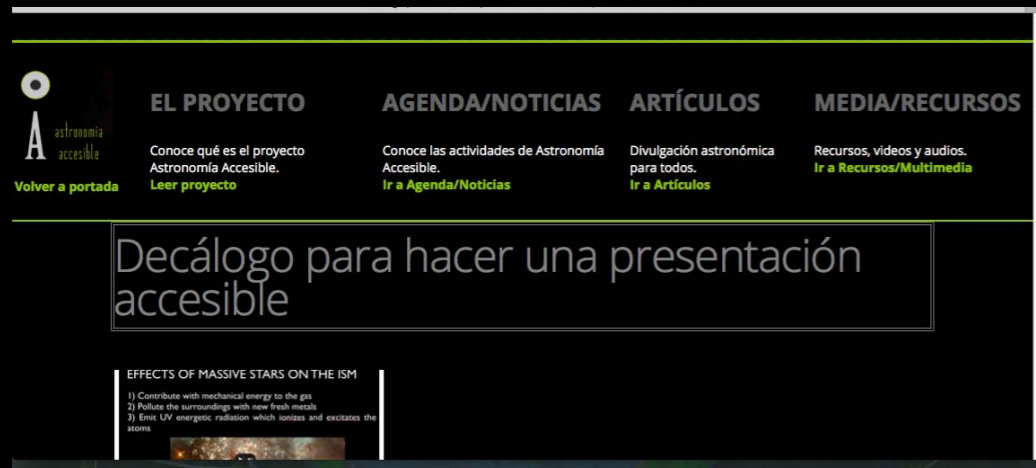 astronomía
accesible
Volver a portada
EL PROYECTO
Conoce qué es el proyecto
Astronomía Accesible.
Leer proyecto
AGENDA/NOTICIAS
Conoce las actividades de Astronomía
Accesible.
Ir a Agenda/Noticias
ARTÍCULOS
Divulgación astronómica
para todos.
Ir a Artículos
MEDIA/RECURSOS
Recursos, videos y audios.
Ir a Recursos/Multimedia
Decálogo para hacer una presentación
accesible
EFFECTS OF MASSIVE STARS ON THE ISM
1) Contribute with mechanical energy to the gas
2) Pollute the surroundings with new fresh metals
3) Emit UV energetic radiation which ionizes and excitates the
atoms